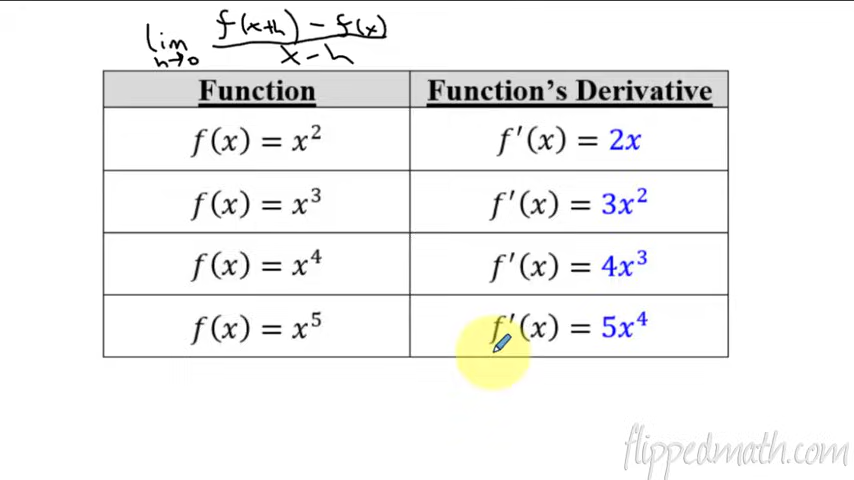 lim h→0 f(x+h) - f(x) / x - h
Function Function's Derivative
f(x) = x² f′(x) = 2x
f(x) = x³ f′(x) = 3x²
f(x) = x⁴ f′(x) = 4x³
f(x) = x⁵ f′(x) = 5x⁴
flippedmath.com